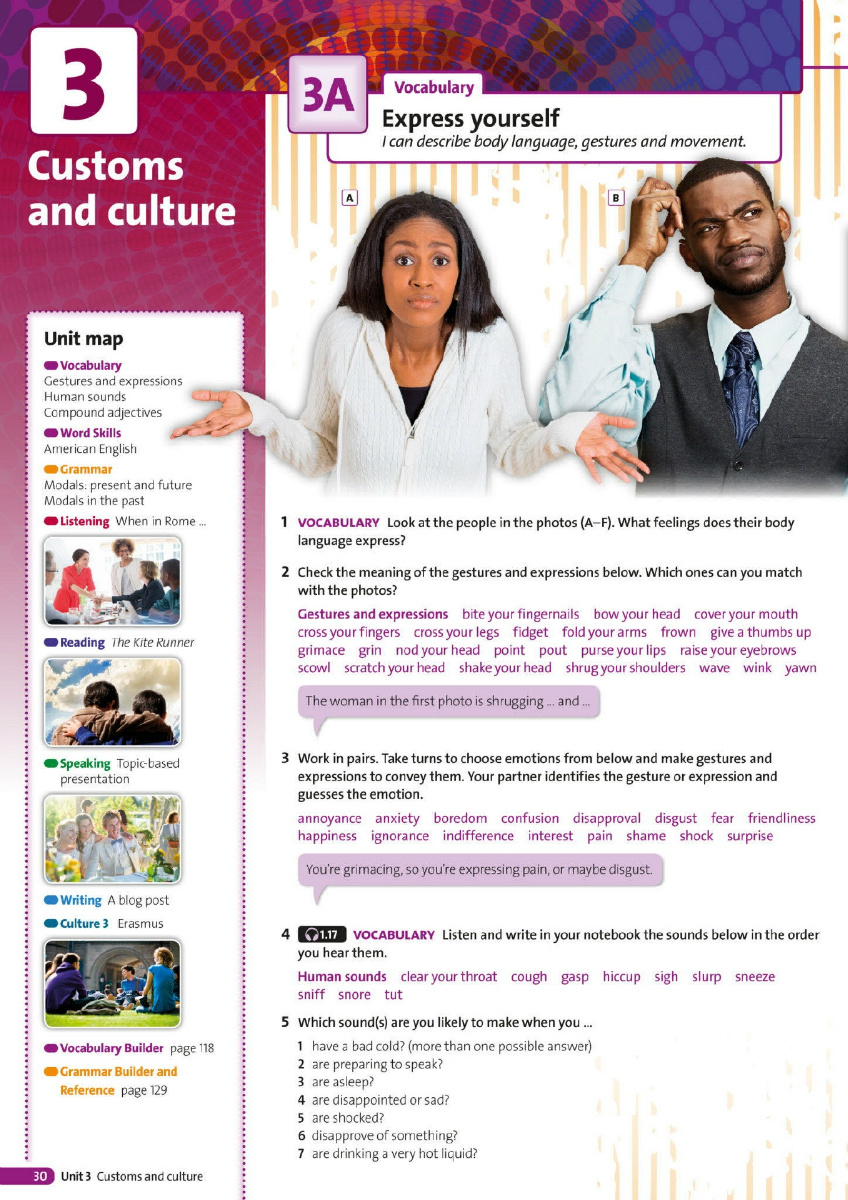 3
Customs
and culture
3A
Vocabulary
Express yourself
I can describe body language, gestures and movement.
A
B
Unit map
Vocabulary
Gestures and expressions
Human sounds
Compound adjectives
Word Skills
American English
Grammar
Modals: present and future
Modals in the past
Listening When in Rome ...
Reading The Kite Runner
Speaking Topic-based
presentation
Writing A blog post
Culture 3 Erasmus
Vocabulary Builder page 118
Grammar Builder and
Reference page 129
1 VOCABULARY Look at the people in the photos (A–F). What feelings does their body
language express?
2 Check the meaning of the gestures and expressions below. Which ones can you match
with the photos?
Gestures and expressions bite your fingernails bow your head cover your mouth
cross your fingers cross your legs fidget fold your arms frown give a thumbs up
grimace grin nod your head point pout purse your lips raise your eyebrows
scowl scratch your head shake your head shrug your shoulders wave wink yawn
The woman in the first photo is shrugging ... and ...
3 Work in pairs. Take turns to choose emotions from below and make gestures and
expressions to convey them. Your partner identifies the gesture or expression and
guesses the emotion.
annoyance anxiety boredom confusion disapproval disgust fear friendliness
happiness ignorance indifference interest pain shame shock surprise
You're grimacing, so you're expressing pain, or maybe disgust.
4 1.17 VOCABULARY Listen and write in your notebook the sounds below in the order
you hear them.
Human sounds clear your throat cough gasp hiccup sigh slurp sneeze
sniff snore tut
5 Which sound(s) are you likely to make when you ...
1 have a bad cold? (more than one possible answer)
2 are preparing to speak?
3 are asleep?
4 are disappointed or sad?
5 are shocked?
6 disapprove of something?
7 are drinking a very hot liquid?
30 Unit 3 Customs and culture